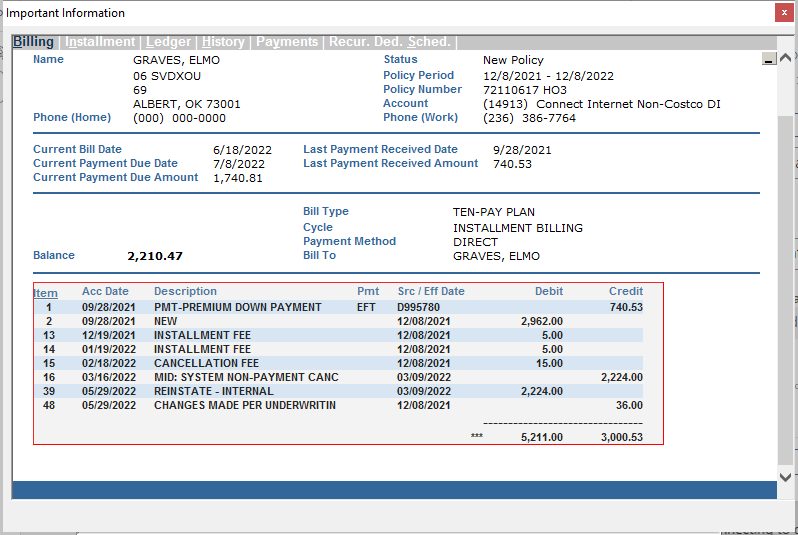 Important Information
Billing | Installment | Ledger | History | Payments | Recur. Ded. Sched. |
Name GRAVES, ELMO Status New Policy
06 SVDXOU Policy Period 12/8/2021 - 12/8/2022
69 Policy Number 72110617 HO3
ALBERT, OK 73001 Account (14913) Connect Internet Non-Costco DI
Phone (Home) (000) 000-0000 Phone (Work) (236) 386-7764
Current Bill Date 6/18/2022 Last Payment Received Date 9/28/2021
Current Payment Due Date 7/8/2022 Last Payment Received Amount 740.53
Current Payment Due Amount 1,740.81
Bill Type TEN-PAY PLAN
Cycle INSTALLMENT BILLING
Payment Method DIRECT
Balance 2,210.47 Bill To GRAVES, ELMO
Item Acc Date Description Pmt Src / Eff Date Debit Credit
1 09/28/2021 PMT-PREMIUM DOWN PAYMENT EFT D995780 740.53
2 09/28/2021 NEW 12/08/2021 2,962.00
13 12/19/2021 INSTALLMENT FEE 12/08/2021 5.00
14 01/19/2022 INSTALLMENT FEE 12/08/2021 5.00
15 02/18/2022 CANCELLATION FEE 12/08/2021 15.00
16 03/16/2022 MID: SYSTEM NON-PAYMENT CANC 03/09/2022 2,224.00
39 05/29/2022 REINSTATE - INTERNAL 03/09/2022 2,224.00
48 05/29/2022 CHANGES MADE PER UNDERWRITIN 12/08/2021 36.00
--------------------------------
*** 5,211.00 3,000.53